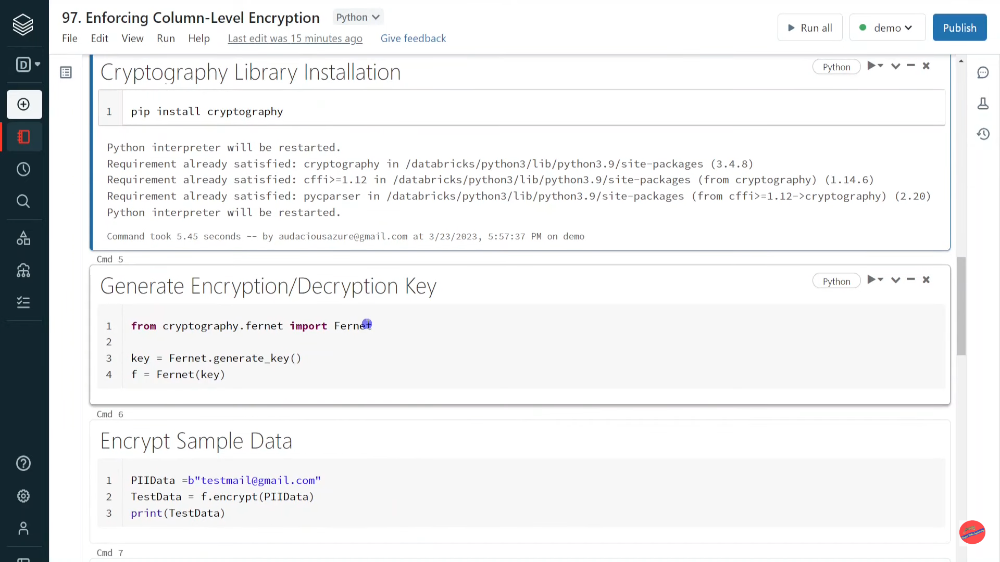 97. Enforcing Column-Level Encryption
Python
File Edit View Run Help Last edit was 15 minutes ago Give feedback
Run all
demo
Publish
D
Cryptography Library Installation
Python
1 pip install cryptography
Python interpreter will be restarted.
Requirement already satisfied: cryptography in /databricks/python3/lib/python3.9/site-packages (3.4.8)
Requirement already satisfied: cffi>=1.12 in /databricks/python3/lib/python3.9/site-packages (from cryptography) (1.14.6)
Requirement already satisfied: pycparser in /databricks/python3/lib/python3.9/site-packages (from cffi>=1.12->cryptography) (2.20)
Python interpreter will be restarted.
Command took 5.45 seconds -- by audaciousazure@gmail.com at 3/23/2023, 5:57:37 PM on demo
Cmd 5
Generate Encryption/Decryption Key
Python
1 from cryptography.fernet import Fernet
2
3 key = Fernet.generate_key()
4 f = Fernet(key)
Cmd 6
Encrypt Sample Data
1 PIIData =b"testmail@gmail.com"
2 TestData = f.encrypt(PIIData)
3 print(TestData)
Cmd 7